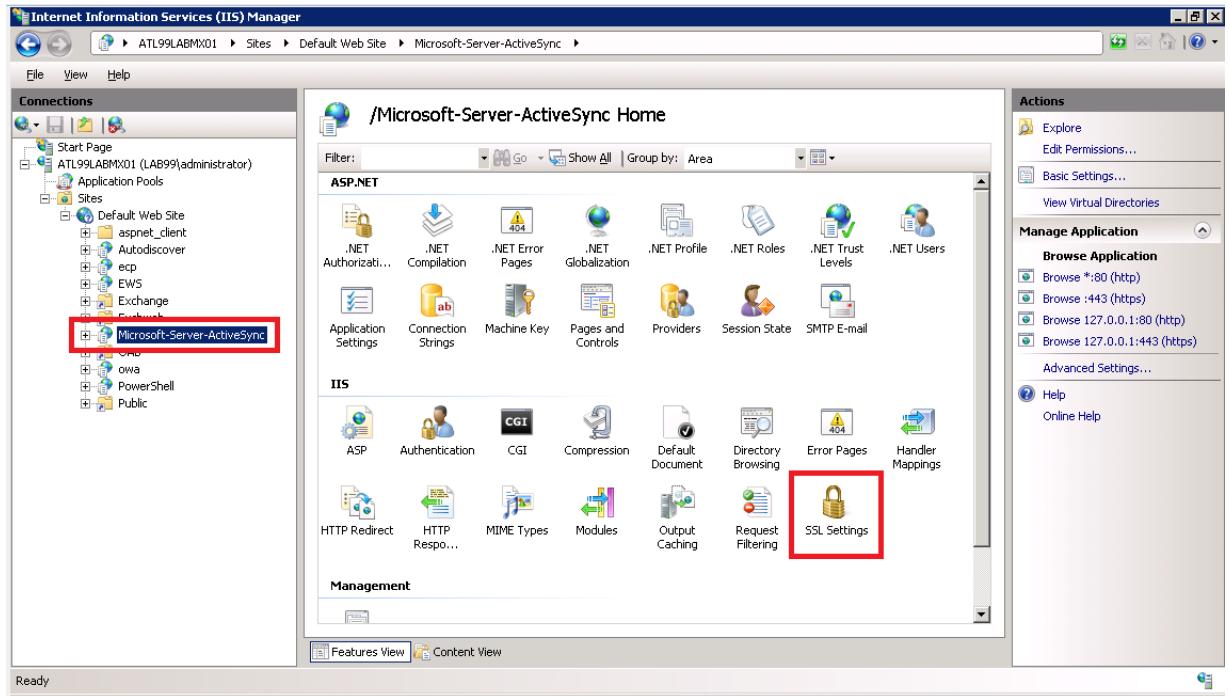 Internet Information Services (IIS) Manager
ATL99LABMX01 Sites Default Web Site Microsoft-Server-ActiveSync
File View Help
Connections
Start Page
ATL99LABMX01 (LAB99\administrator)
Application Pools
Sites
Default Web Site
aspnet_client
Autodiscover
ecp
EWS
Exchange
Exchweb
Microsoft-Server-ActiveSync
OAB
owa
PowerShell
Public
/Microsoft-Server-ActiveSync Home
Filter: Go Show All Group by: Area
ASP.NET
.NET Authorizati...
.NET Compilation
.NET Error Pages
.NET Globalization
.NET Profile
.NET Roles
.NET Trust Levels
.NET Users
Application Settings
Connection Strings
Machine Key
Pages and Controls
Providers
Session State
SMTP E-mail
IIS
ASP
Authentication
CGI
Compression
Default Document
Directory Browsing
Error Pages
Handler Mappings
HTTP Redirect
HTTP Respo...
MIME Types
Modules
Output Caching
Request Filtering
SSL Settings
Management
Features View Content View
Actions
Explore
Edit Permissions...
Basic Settings...
View Virtual Directories
Manage Application
Browse Application
Browse *:80 (http)
Browse :443 (https)
Browse 127.0.0.1:80 (http)
Browse 127.0.0.1:443 (https)
Advanced Settings...
Help
Online Help
Ready